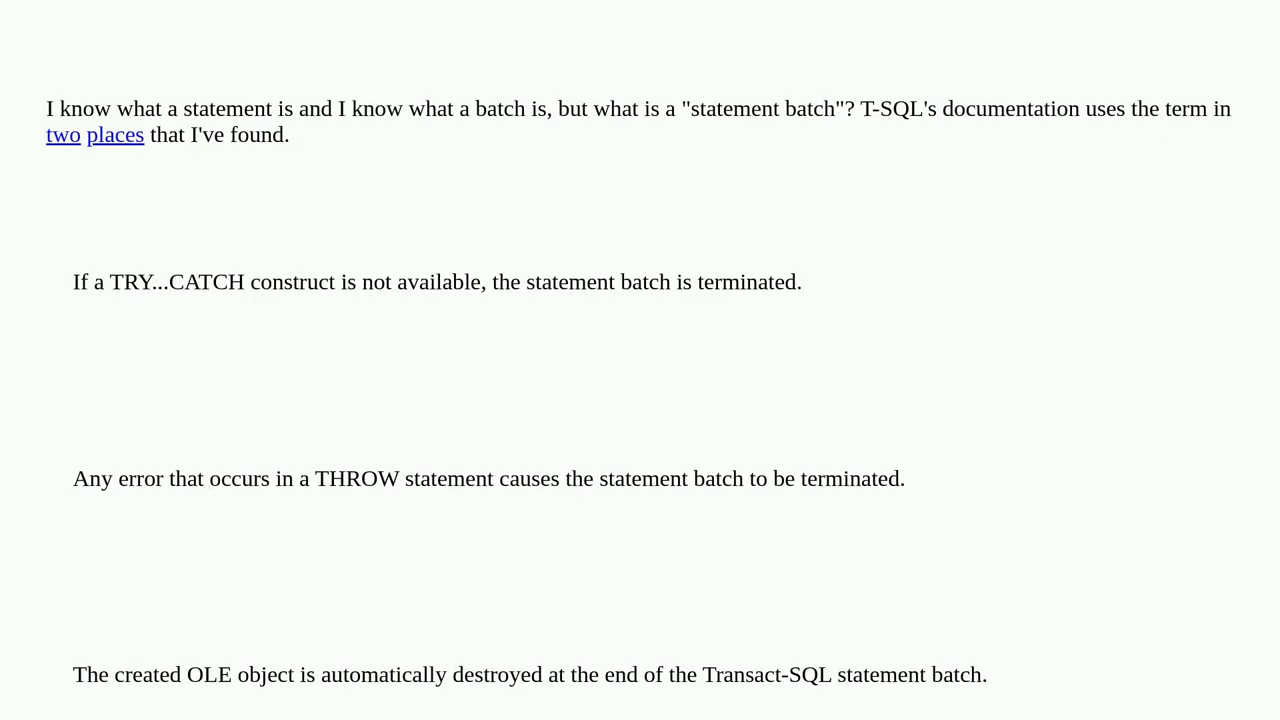 I know what a statement is and I know what a batch is, but what is a "statement batch"? T-SQL's documentation uses the term in
two places that I've found.
If a TRY...CATCH construct is not available, the statement batch is terminated.
Any error that occurs in a THROW statement causes the statement batch to be terminated.
The created OLE object is automatically destroyed at the end of the Transact-SQL statement batch.